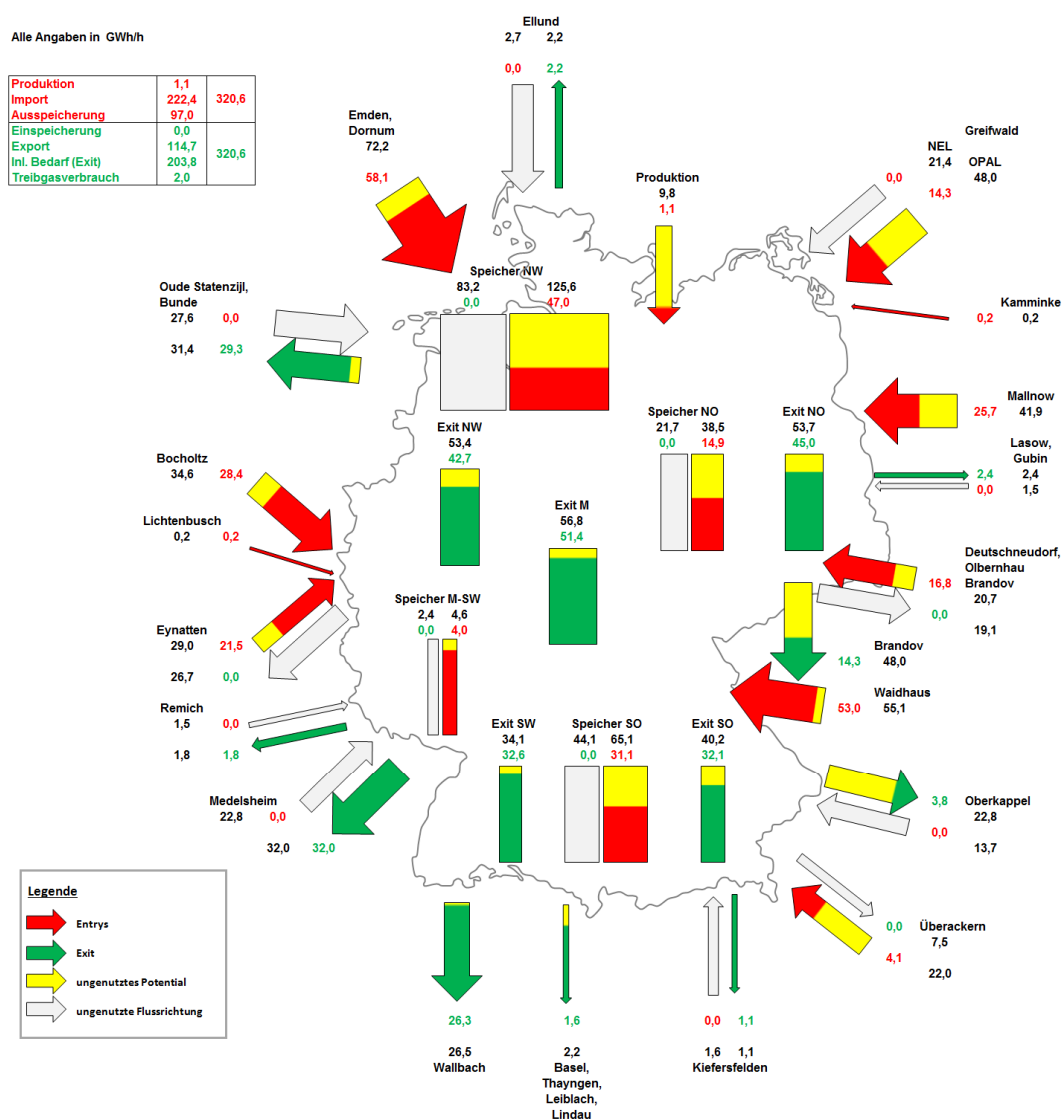 Alle Angaben in GWh/h
Produktion 1,1
Import 222,4 320,6
Ausspeicherung 97,0
Einspeicherung 0,0
Export 114,7 320,6
Inl. Bedarf (Exit) 203,8
Treibgasverbrauch 2,0
Ellund
2,7 2,2
0,0 2,2
Emden,
Dornum
72,2
58,1
Produktion
9,8
1,1
Greifwald
NEL
21,4 OPAL
0,0 48,0
14,3
Speicher NW
83,2 125,6
0,0 47,0
Oude Statenzijl,
Bunde
27,6 0,0
31,4 29,3
Kamminke
0,2 0,2
Mallnow
25,7 41,9
Speicher NO
21,7 38,5
0,0 14,9
Exit NO
53,7
45,0
Lasow,
Gubin
2,4 2,4
0,0 1,5
Exit NW
53,4
42,7
Bocholtz
34,6 28,4
Exit M
56,8
51,4
Lichtenbusch
0,2 0,2
Deutschneudorf,
Olbernhau
16,8 Brandov
20,7
0,0
19,1
Speicher M-SW
2,4 4,6
0,0 4,0
Eynatten
29,0 21,5
26,7 0,0
Brandov
14,3 48,0
Waidhaus
53,0 55,1
Remich
1,5 0,0
1,8 1,8
Exit SW
34,1
32,6
Speicher SO
44,1 65,1
0,0 31,1
Exit SO
40,2
32,1
Medelsheim
22,8 0,0
32,0 32,0
3,8 Oberkappel
22,8
0,0
13,7
Legende
Entrys
Exit
ungenutztes Potential
ungenutzte Flussrichtung
0,0 Überackern
7,5
4,1
22,0
26,3
26,5
Wallbach
1,6
2,2
Basel,
Thayngen,
Leiblach,
Lindau
0,0 1,1
1,6 1,1
Kiefersfelden